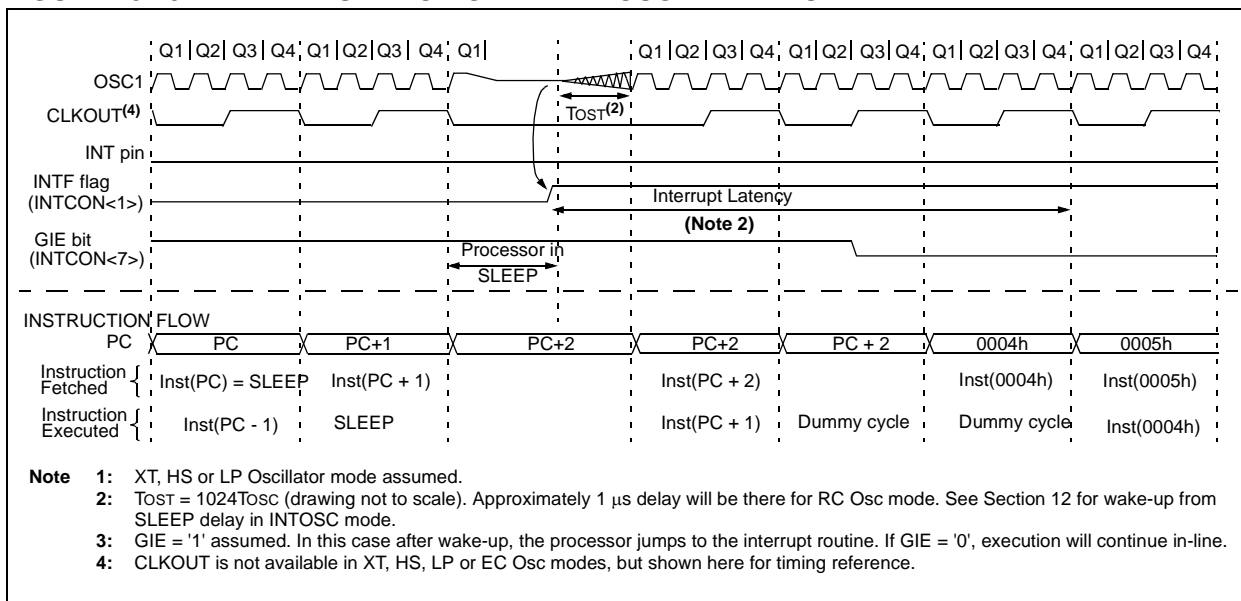 Q1 Q2 Q3 Q4 Q1 Q2 Q3 Q4 Q1 Q1 Q2 Q3 Q4 Q1 Q2 Q3 Q4 Q1 Q2 Q3 Q4 Q1 Q2 Q3 Q4
OSC1
CLKOUT(4)
TOST(2)
INT pin
INTF flag
(INTCON<1>)
Interrupt Latency
(Note 2)
GIE bit
(INTCON<7>)
Processor in
SLEEP
INSTRUCTION FLOW
PC PC PC+1 PC+2 PC+2 PC + 2 0004h 0005h
Instruction
Fetched { Inst(PC) = SLEEP Inst(PC + 1) Inst(PC + 2) Inst(0004h) Inst(0005h)
Instruction
Executed { Inst(PC - 1) SLEEP Inst(PC + 1) Dummy cycle Dummy cycle Inst(0004h)
Note 1: XT, HS or LP Oscillator mode assumed.
2: TOST = 1024TOSC (drawing not to scale). Approximately 1 μs delay will be there for RC Osc mode. See Section 12 for wake-up from
SLEEP delay in INTOSC mode.
3: GIE = '1' assumed. In this case after wake-up, the processor jumps to the interrupt routine. If GIE = '0', execution will continue in-line.
4: CLKOUT is not available in XT, HS, LP or EC Osc modes, but shown here for timing reference.